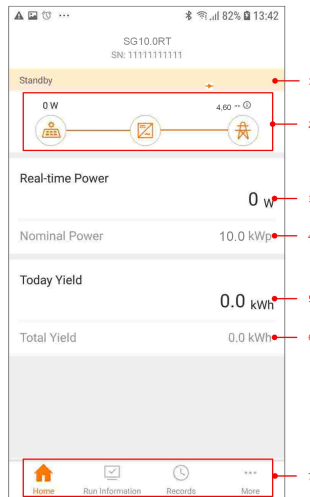 82% 13:42
SG10.0RT
SN: 11111111111
Standby
0 W
4.60
Real-time Power
0 W
Nominal Power 10.0 kWp
4
Today Yield
0.0 kWh
Total Yield 0.0 kWh
Home Run Information Records More